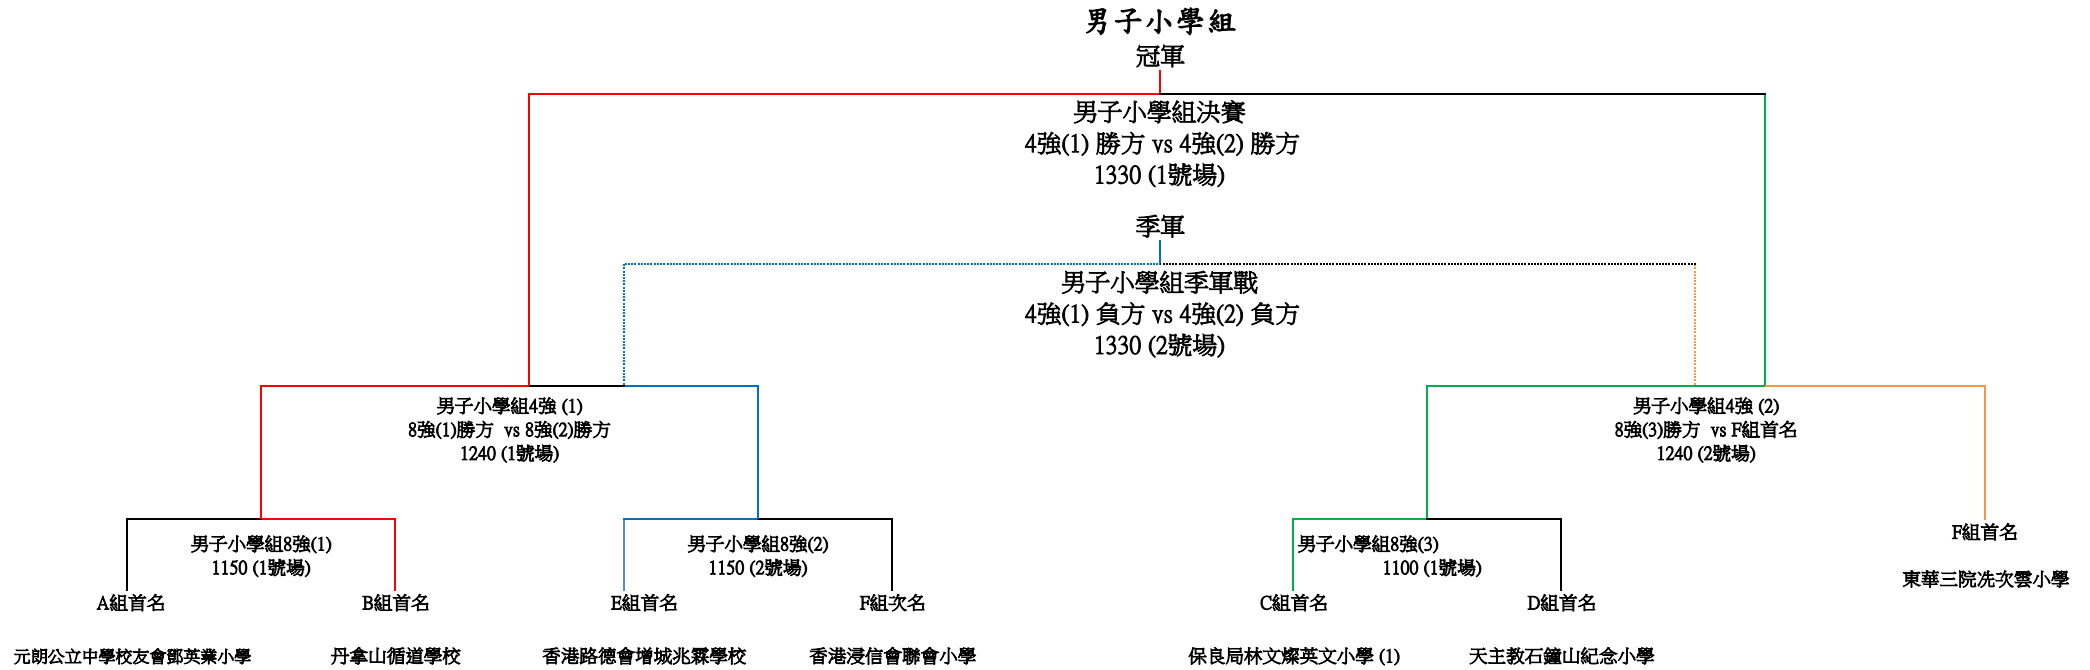 男子小學組
冠軍
男子小學組決賽
4強(1) 勝方 vs 4強(2) 勝方
1330 (1號場)
季軍
男子小學組季軍戰
4強(1) 負方 vs 4強(2) 負方
1330 (2號場)
男子小學組4強 (1)
8強(1)勝方 vs 8強(2)勝方
1240 (1號場)
男子小學組4強 (2)
8強(3)勝方 vs F組首名
1240 (2號場)
男子小學組8強(1)
1150 (1號場)
男子小學組8強(2)
1150 (2號場)
男子小學組8強(3)
1100 (1號場)
F組首名
東華三院冼次雲小學
A組首名
B組首名
E組首名
F組次名
C組首名
D組首名
元朗公立中學校友會鄧英業小學
丹拿山循道學校
香港路德會增城兆霖學校
香港浸信會聯會小學
保良局林文燦英文小學 (1)
天主教石鐘山紀念小學